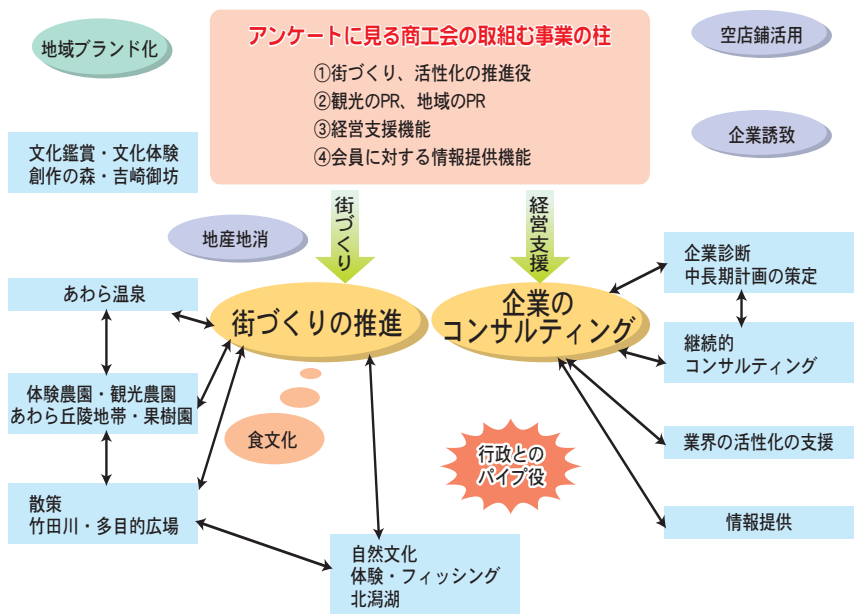 地域ブランド化
アンケートに見る商工会の取組む事業の柱
①街づくり、活性化の推進役
②観光のPR、地域のPR
③経営支援機能
④会員に対する情報提供機能
空店鋪活用
企業誘致
文化鑑賞・文化体験
創作の森・吉崎御坊
地産地消
街づくり
経営支援
企業診断
中長期計画の策定
あわら温泉
街づくりの推進
企業の
コンサルティング
継続的
コンサルティング
体験農園・観光農園
あわら丘陵地帯・果樹園
食文化
行政との
パイプ役
業界の活性化の支援
散策
竹田川・多目的広場
情報提供
自然文化
体験・フィッシング
北潟湖